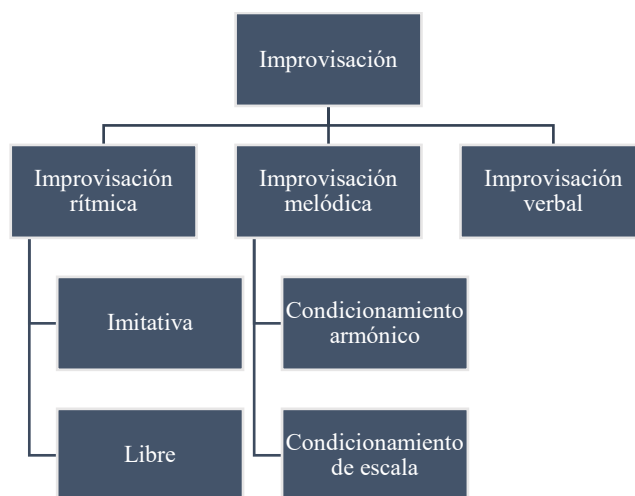 Improvisación
Improvisación
rítmica
Improvisación
melódica
Improvisación
verbal
Imitativa
Condicionamiento
armónico
Libre
Condicionamiento
de escala